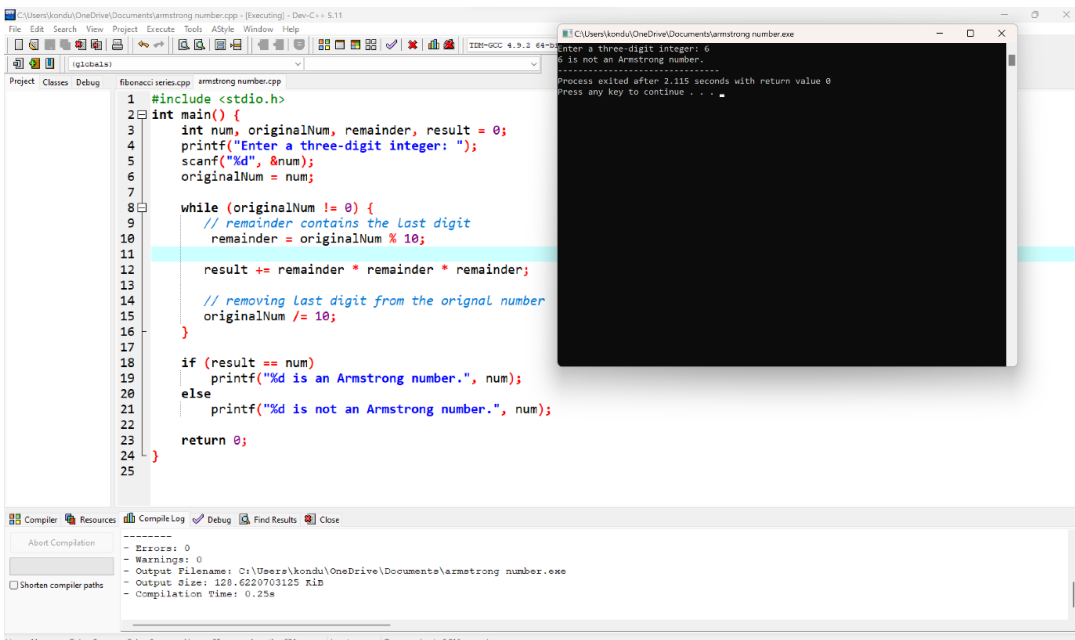 C:\Users\kondu\OneDrive\Documents\armstrong number.cpp - [Executing] - Dev-C++ 5.11
File Edit Search View Project Execute Tools AStyle Window Help
TDM-GCC 4.9.2 64-bi
(globals)
Project Classes Debug
fibonacci series.cpp armstrong number.cpp
1 #include <stdio.h>
2 int main() {
3 int num, originalNum, remainder, result = 0;
4 printf("Enter a three-digit integer: ");
5 scanf("%d", &num);
6 originalNum = num;
7
8 while (originalNum != 0) {
9 // remainder contains the last digit
10 remainder = originalNum % 10;
11
12 result += remainder * remainder * remainder;
13
14 // removing last digit from the orignal number
15 originalNum /= 10;
16 }
17
18 if (result == num)
19 printf("%d is an Armstrong number.", num);
20 else
21 printf("%d is not an Armstrong number.", num);
22
23 return 0;
24 }
25
C:\Users\kondu\OneDrive\Documents\armstrong number.exe
Enter a three-digit integer: 6
6 is not an Armstrong number.
--------------------------------
Process exited after 2.115 seconds with return value 0
Press any key to continue . . .
Compiler Resources Compile Log Debug Find Results Close
Abort Compilation
Shorten compiler paths
--------
- Errors: 0
- Warnings: 0
- Output Filename: C:\Users\kondu\OneDrive\Documents\armstrong number.exe
- Output Size: 128.6220703125 KiB
- Compilation Time: 0.25s